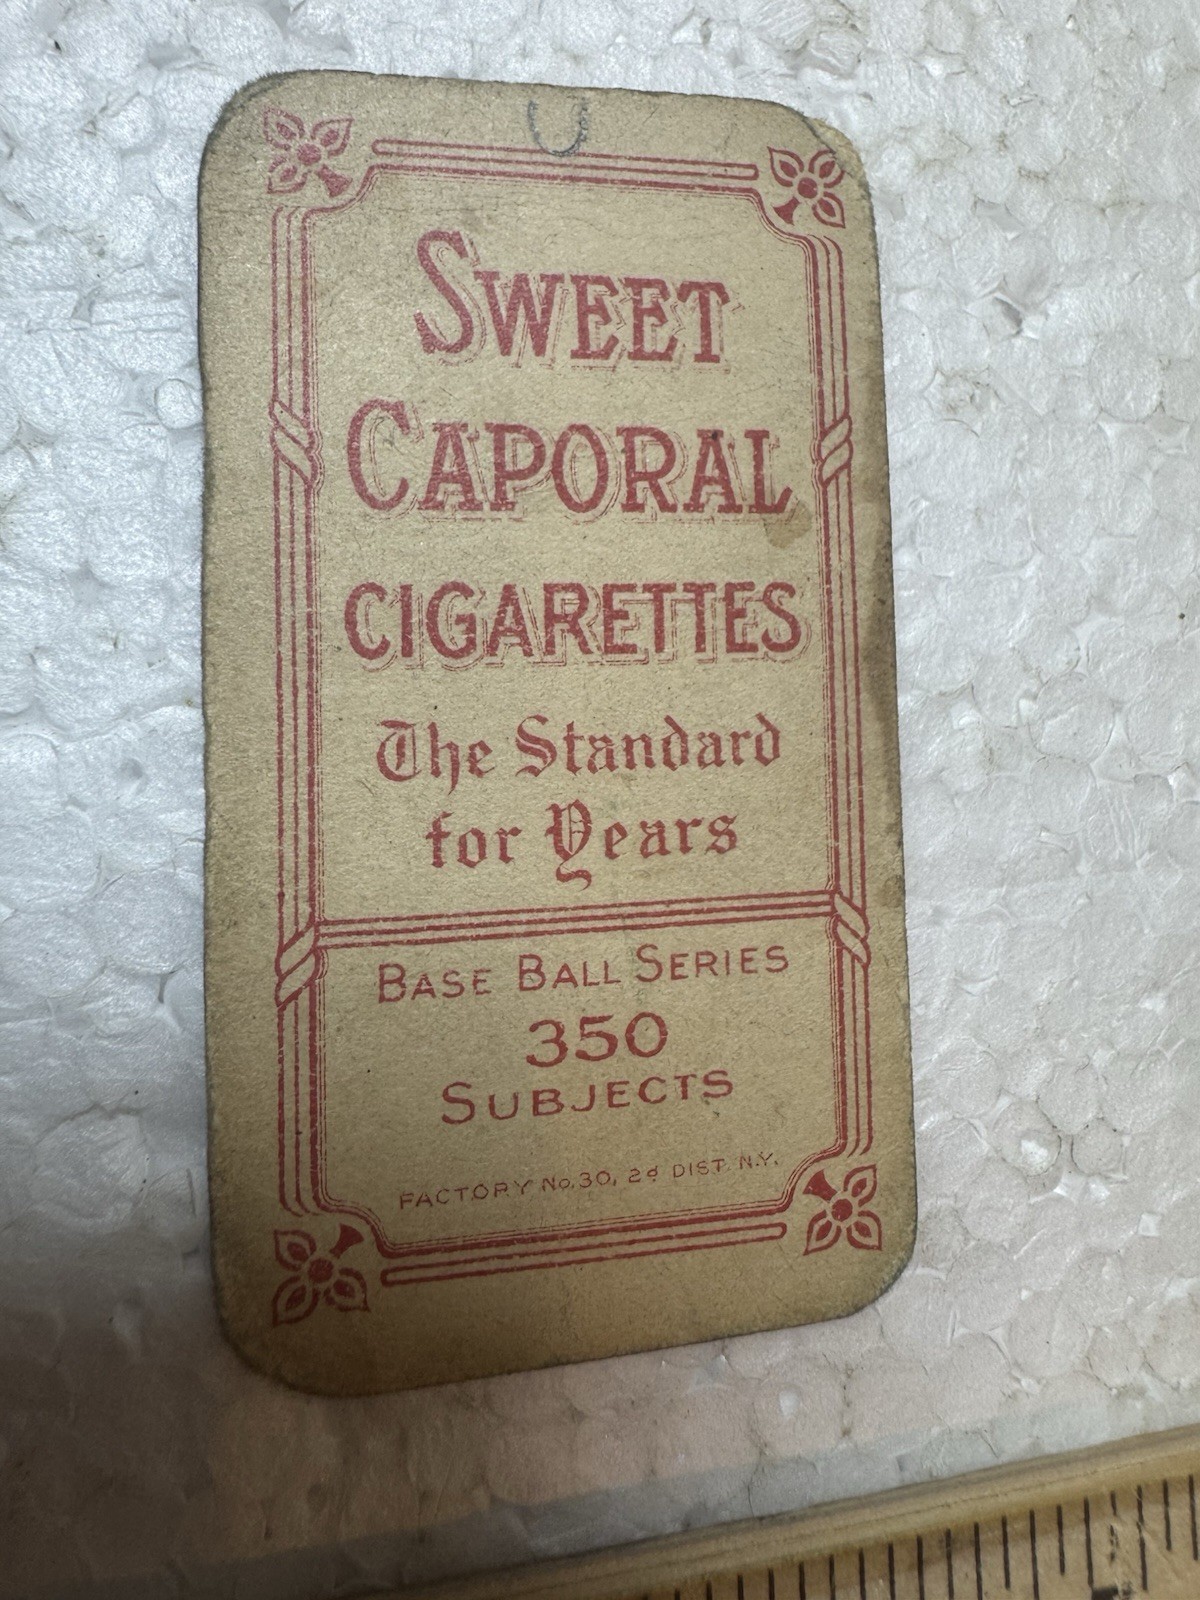 SWEET
CAPORAL
CIGARETTES
The Standard
for Years
BASE BALL SERIES
350
SUBJECTS
FACTORY No. 30, 2d DIST. N.Y.